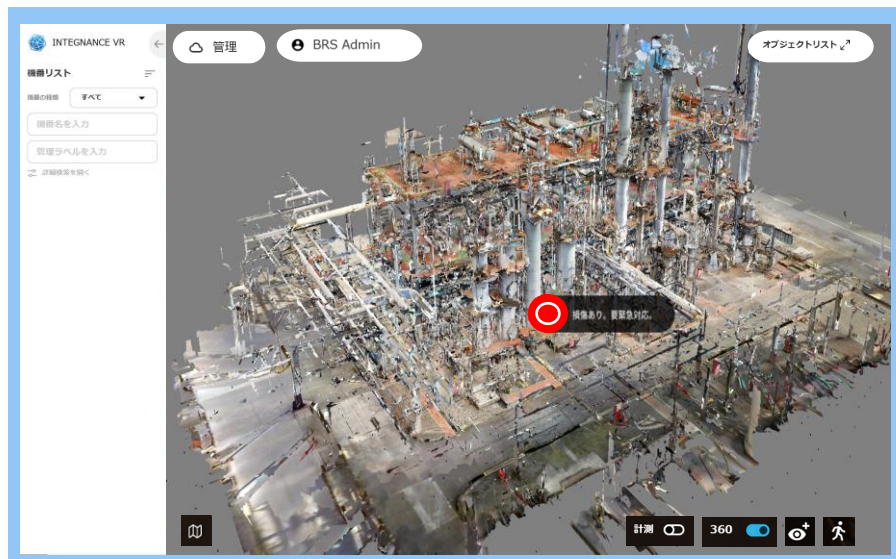 INTEGNANCE VR
管理
BRS Admin
オブジェクトリスト
機番リスト
機番の種類
すべて
機番名を入力
管理ラベルを入力
詳細検索を開く
損傷あり。要緊急対応。
計測
360